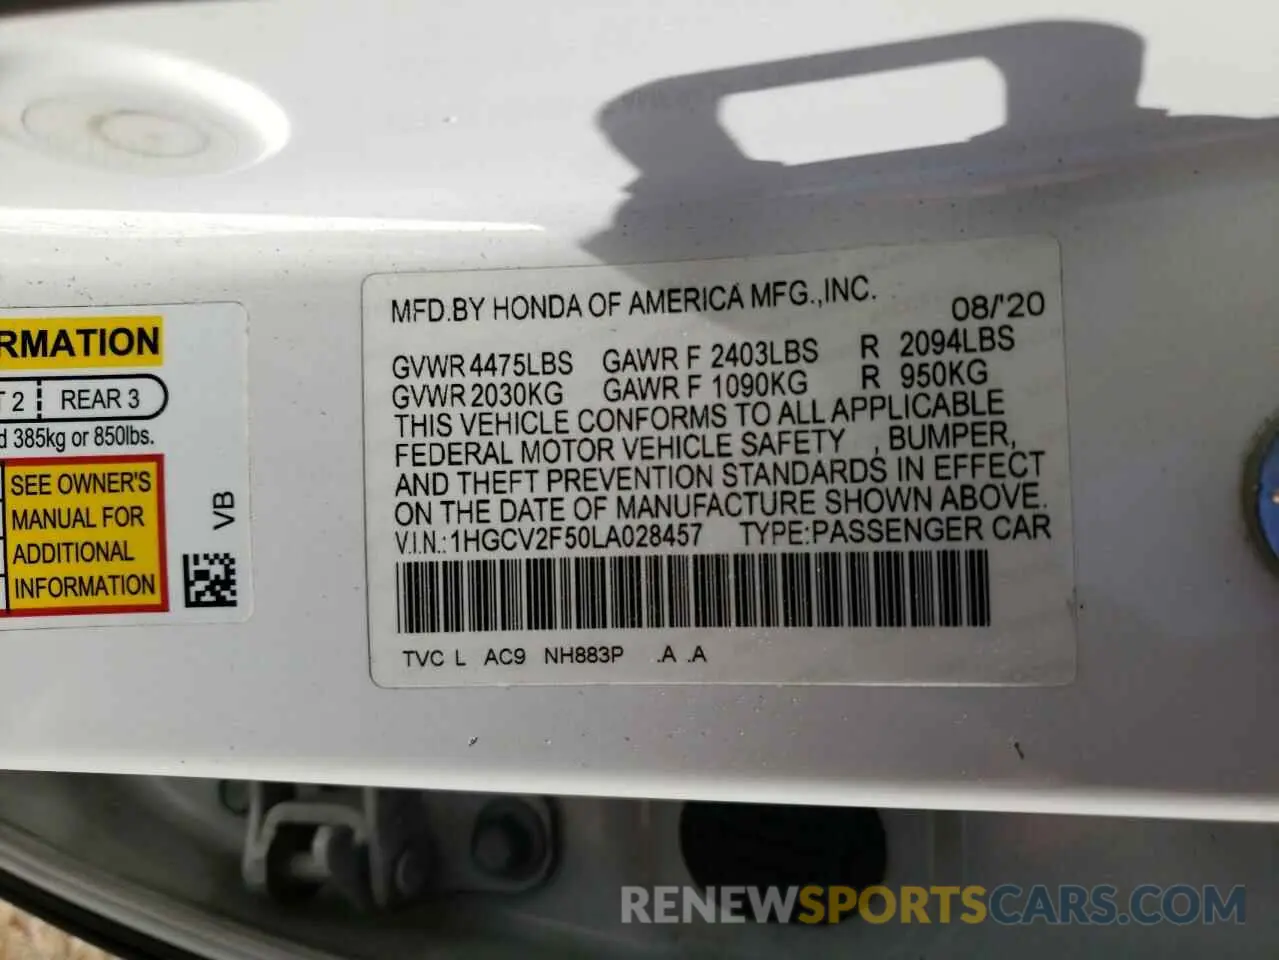 MFD.BY HONDA OF AMERICA MFG.,INC.
08/'20
GVWR 4475LBS GAWR F 2403LBS R 2094LBS
GVWR 2030KG GAWR F 1090KG R 950KG
THIS VEHICLE CONFORMS TO ALL APPLICABLE
FEDERAL MOTOR VEHICLE SAFETY , BUMPER,
AND THEFT PREVENTION STANDARDS IN EFFECT
ON THE DATE OF MANUFACTURE SHOWN ABOVE.
V.I.N.:1HGCV2F50LA028457 TYPE:PASSENGER CAR
TVC L AC9 NH883P .A .A
RMATION
T 2 REAR 3
d 385kg or 850lbs.
SEE OWNER'S
MANUAL FOR
ADDITIONAL
INFORMATION
VB
RENEWSPORTSCARS.COM